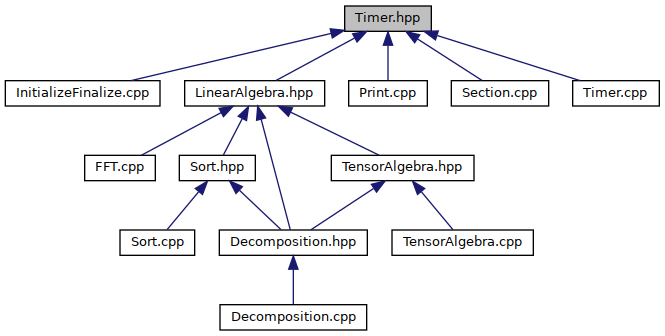 Timer.hpp
InitializeFinalize.cpp
LinearAlgebra.hpp
Print.cpp
Section.cpp
Timer.cpp
FFT.cpp
Sort.hpp
TensorAlgebra.hpp
Sort.cpp
Decomposition.hpp
TensorAlgebra.cpp
Decomposition.cpp